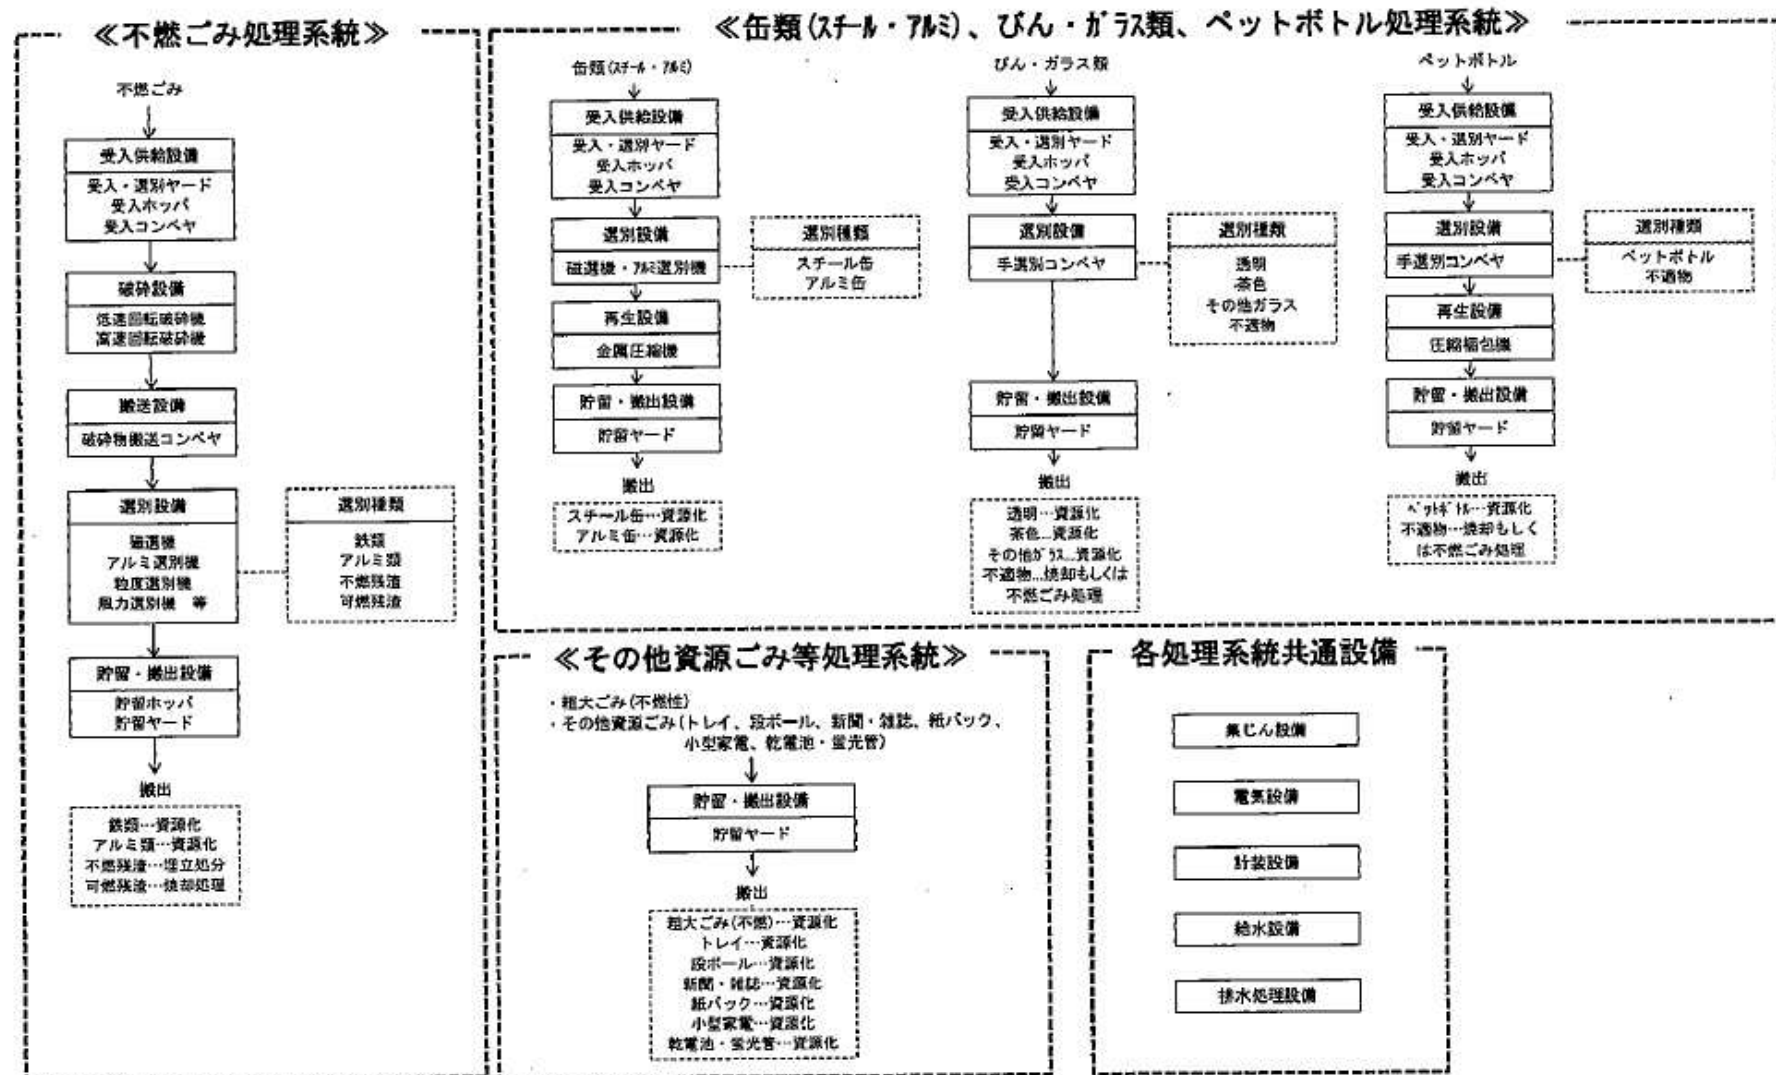 ≪不燃ごみ処理系統≫
不燃ごみ
受入供給設備
受入・選別ヤード
受入ホッパ
受入コンベヤ
破砕設備
低速回転破砕機
高速回転破砕機
搬送設備
破砕物搬送コンベヤ
選別設備
磁選機
アルミ選別機
粒度選別機
風力選別機 等
選別種類
鉄類
アルミ類
不燃残渣
可燃残渣
貯留・搬出設備
貯留ホッパ
貯留ヤード
搬出
鉄類…資源化
アルミ類…資源化
不燃残渣…埋立処分
可燃残渣…焼却処理
≪缶類(ｽﾁｰﾙ・ｱﾙﾐ)、びん・ｶﾞﾗｽ類、ペットボトル処理系統≫
缶類(ｽﾁｰﾙ・ｱﾙﾐ)
受入供給設備
受入・選別ヤード
受入ホッパ
受入コンベヤ
選別設備
磁選機・ｱﾙﾐ選別機
選別種類
スチール缶
アルミ缶
再生設備
金属圧縮機
貯留・搬出設備
貯留ヤード
搬出
スチール缶…資源化
アルミ缶…資源化
びん・ガラス類
受入供給設備
受入・選別ヤード
受入ホッパ
受入コンベヤ
選別設備
手選別コンベヤ
選別種類
透明
茶色
その他ガラス
不適物
貯留・搬出設備
貯留ヤード
搬出
透明…資源化
茶色…資源化
その他ｶﾞﾗｽ…資源化
不適物…焼却もしくは
不燃ごみ処理
ペットボトル
受入供給設備
受入・選別ヤード
受入ホッパ
受入コンベヤ
選別設備
手選別コンベヤ
選別種類
ペットボトル
不適物
再生設備
圧縮梱包機
貯留・搬出設備
貯留ヤード
搬出
ﾍﾟｯﾄﾎﾞﾄﾙ…資源化
不適物…焼却もしく
は不燃ごみ処理
≪その他資源ごみ等処理系統≫
・粗大ごみ(不燃性)
・その他資源ごみ(トレイ、段ボール、新聞・雑誌、紙パック、
小型家電、乾電池・蛍光管)
貯留・搬出設備
貯留ヤード
搬出
粗大ごみ(不燃)…資源化
トレイ…資源化
段ボール…資源化
新聞・雑誌…資源化
紙パック…資源化
小型家電…資源化
乾電池・蛍光管…資源化
各処理系統共通設備
集じん設備
電気設備
計装設備
給水設備
排水処理設備